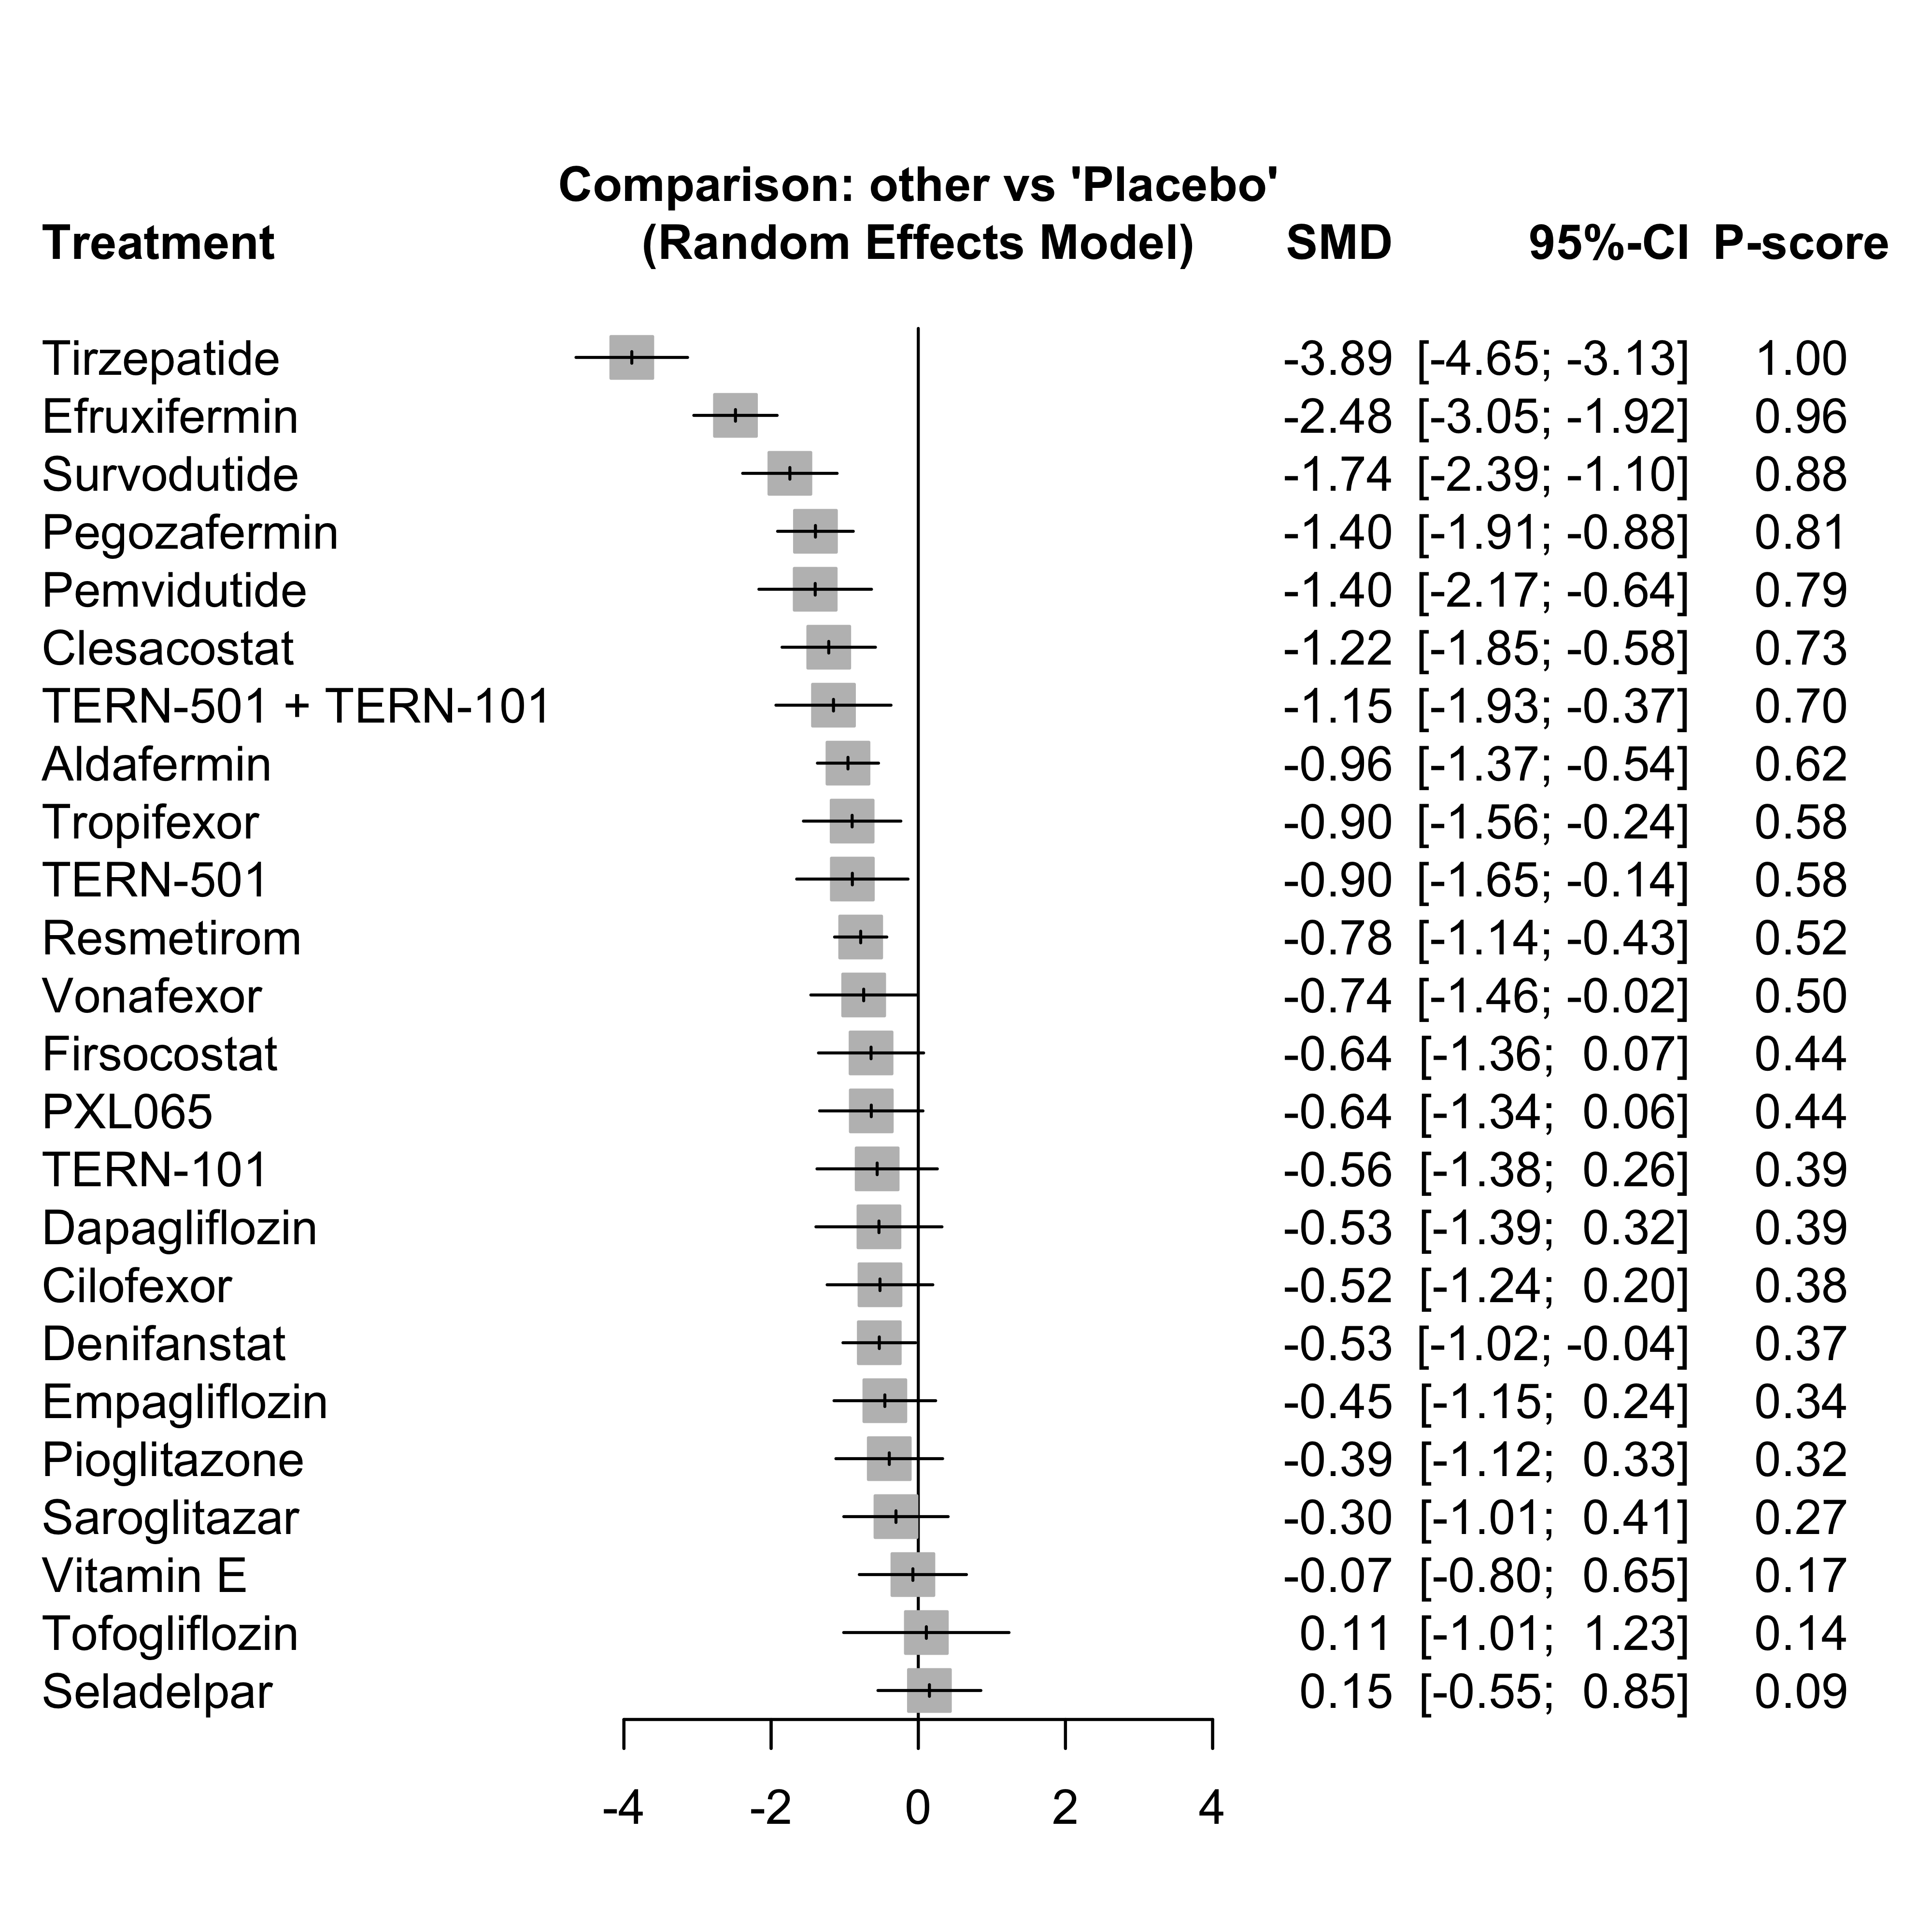 Comparison: other vs 'Placebo'
Treatment (Random Effects Model) SMD 95%-CI P-score
Tirzepatide -3.89 [-4.65; -3.13] 1.00
Efruxifermin -2.48 [-3.05; -1.92] 0.96
Survodutide -1.74 [-2.39; -1.10] 0.88
Pegozafermin -1.40 [-1.91; -0.88] 0.81
Pemvidutide -1.40 [-2.17; -0.64] 0.79
Clesacostat -1.22 [-1.85; -0.58] 0.73
TERN-501 + TERN-101 -1.15 [-1.93; -0.37] 0.70
Aldafermin -0.96 [-1.37; -0.54] 0.62
Tropifexor -0.90 [-1.56; -0.24] 0.58
TERN-501 -0.90 [-1.65; -0.14] 0.58
Resmetirom -0.78 [-1.14; -0.43] 0.52
Vonafexor -0.74 [-1.46; -0.02] 0.50
Firsocostat -0.64 [-1.36; 0.07] 0.44
PXL065 -0.64 [-1.34; 0.06] 0.44
TERN-101 -0.56 [-1.38; 0.26] 0.39
Dapagliflozin -0.53 [-1.39; 0.32] 0.39
Cilofexor -0.52 [-1.24; 0.20] 0.38
Denifanstat -0.53 [-1.02; -0.04] 0.37
Empagliflozin -0.45 [-1.15; 0.24] 0.34
Pioglitazone -0.39 [-1.12; 0.33] 0.32
Saroglitazar -0.30 [-1.01; 0.41] 0.27
Vitamin E -0.07 [-0.80; 0.65] 0.17
Tofogliflozin 0.11 [-1.01; 1.23] 0.14
Seladelpar 0.15 [-0.55; 0.85] 0.09
-4 -2 0 2 4